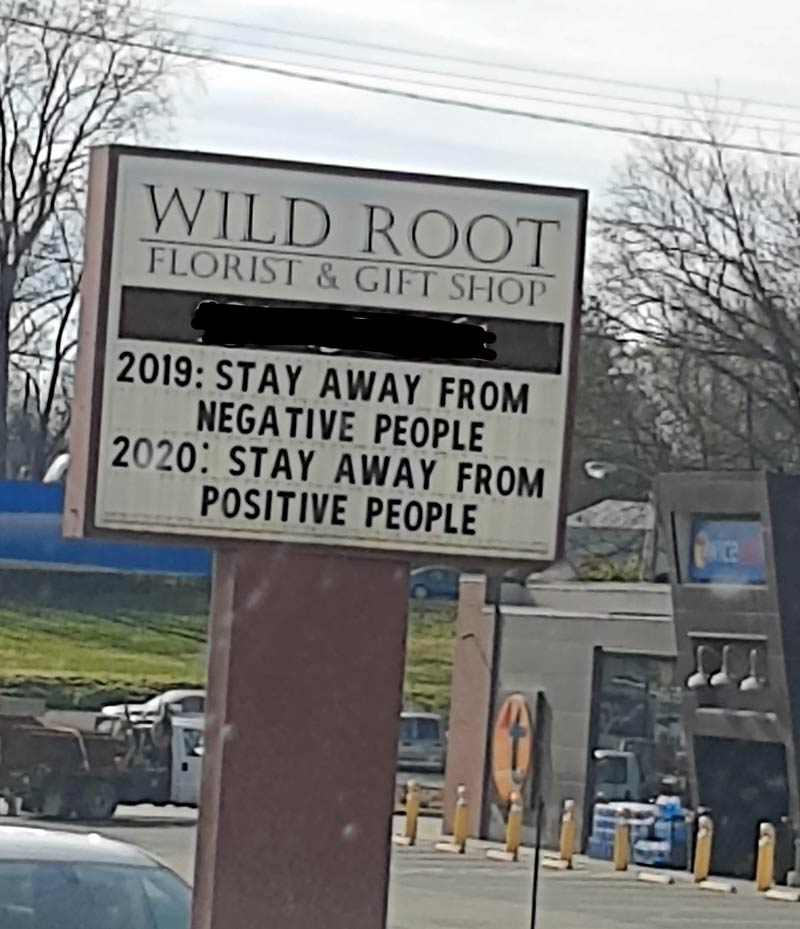 WILD ROOT
FLORIST & GIFT SHOP
2019: STAY AWAY FROM
NEGATIVE PEOPLE
2020: STAY AWAY FROM
POSITIVE PEOPLE